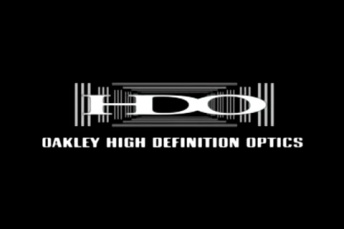 HDO
OAKLEY HIGH DEFINITION OPTICS